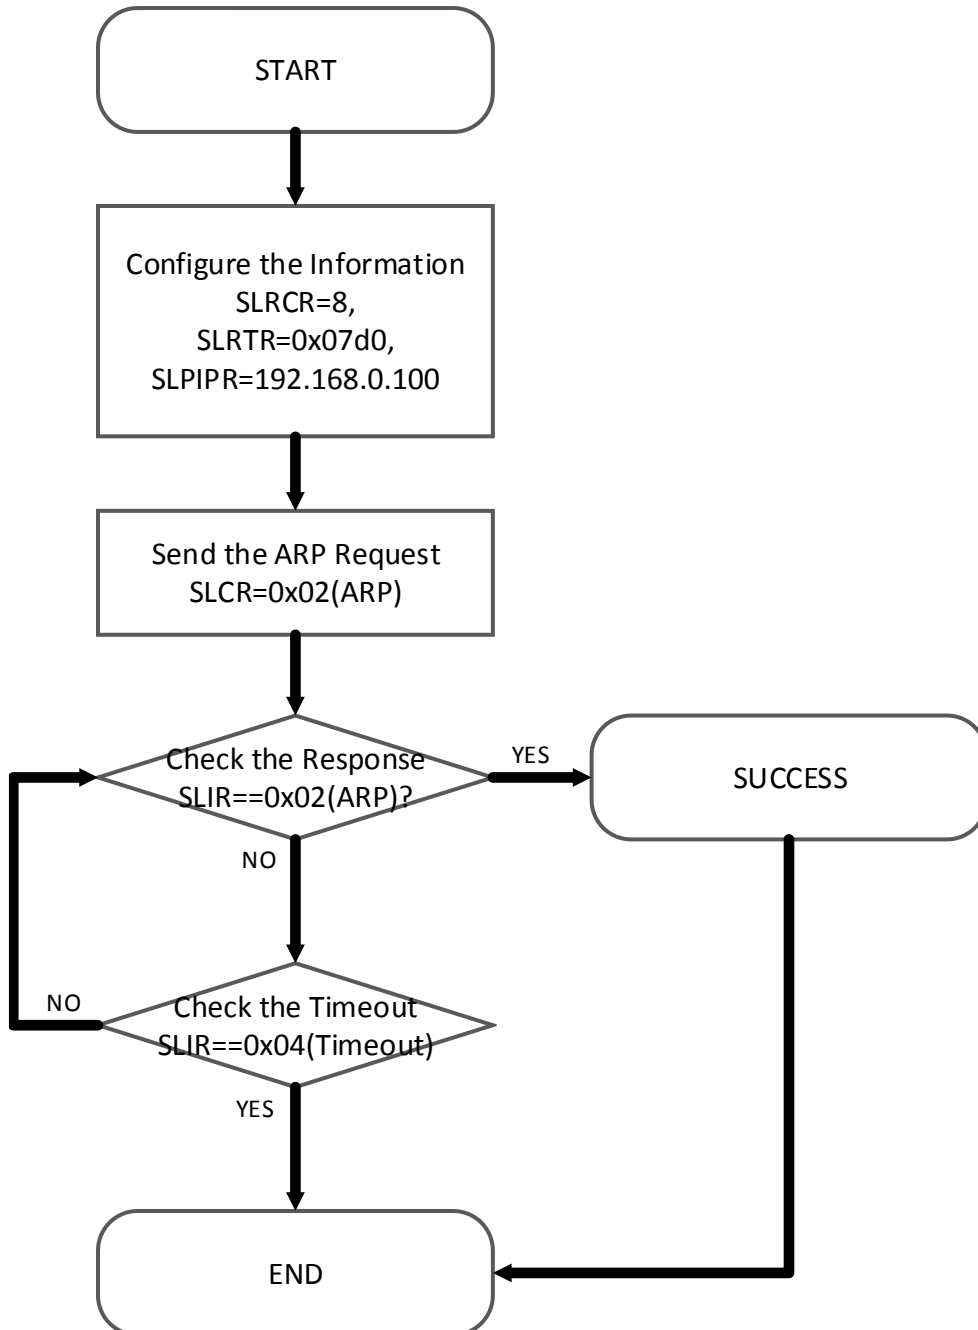 START
Configure the Information
SLRCR=8,
SLRTR=0x07d0,
SLPIPR=192.168.0.100
Send the ARP Request
SLCR=0x02(ARP)
Check the Response
SLIR==0x02(ARP)?
YES
SUCCESS
NO
Check the Timeout
SLIR==0x04(Timeout)
NO
YES
END